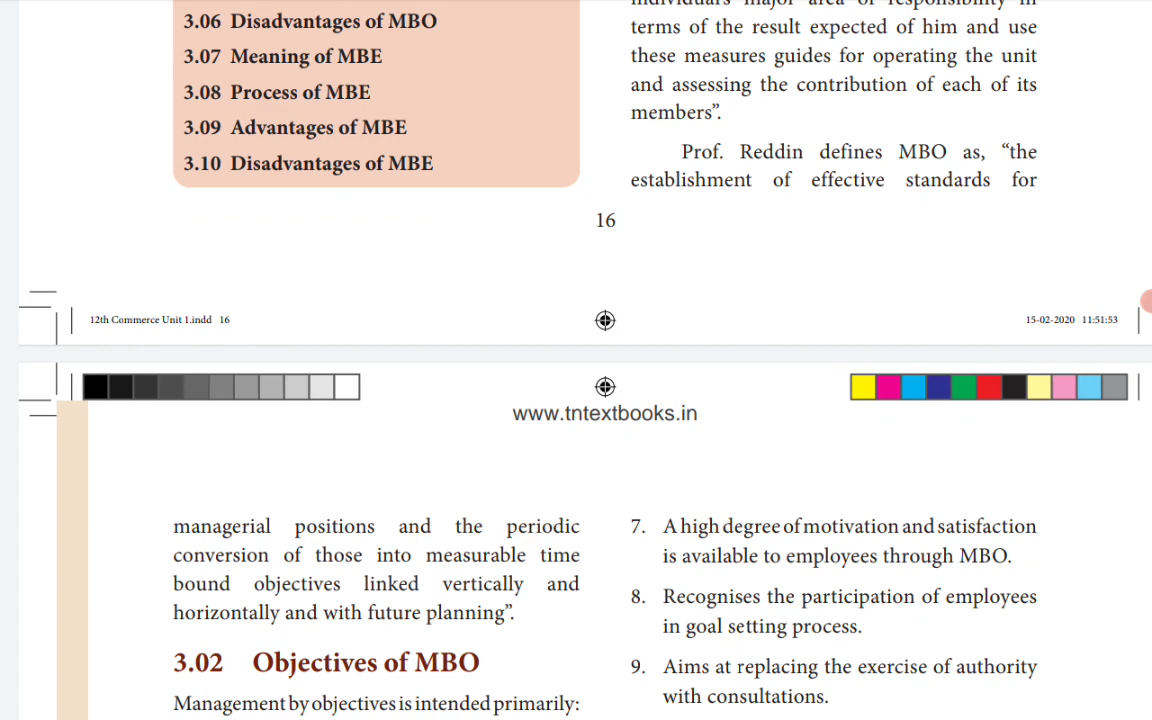 3.06 Disadvantages of MBO
3.07 Meaning of MBE
3.08 Process of MBE
3.09 Advantages of MBE
3.10 Disadvantages of MBE
individuals major area of responsibility in
terms of the result expected of him and use
these measures guides for operating the unit
and assessing the contribution of each of its
members”.
Prof. Reddin defines MBO as, “the
establishment of effective standards for
16
12th Commerce Unit 1.indd 16
15-02-2020 11:51:53
www.tntextbooks.in
managerial positions and the periodic
conversion of those into measurable time
bound objectives linked vertically and
horizontally and with future planning”.
3.02 Objectives of MBO
Management by objectives is intended primarily:
7. A high degree of motivation and satisfaction
is available to employees through MBO.
8. Recognises the participation of employees
in goal setting process.
9. Aims at replacing the exercise of authority
with consultations.